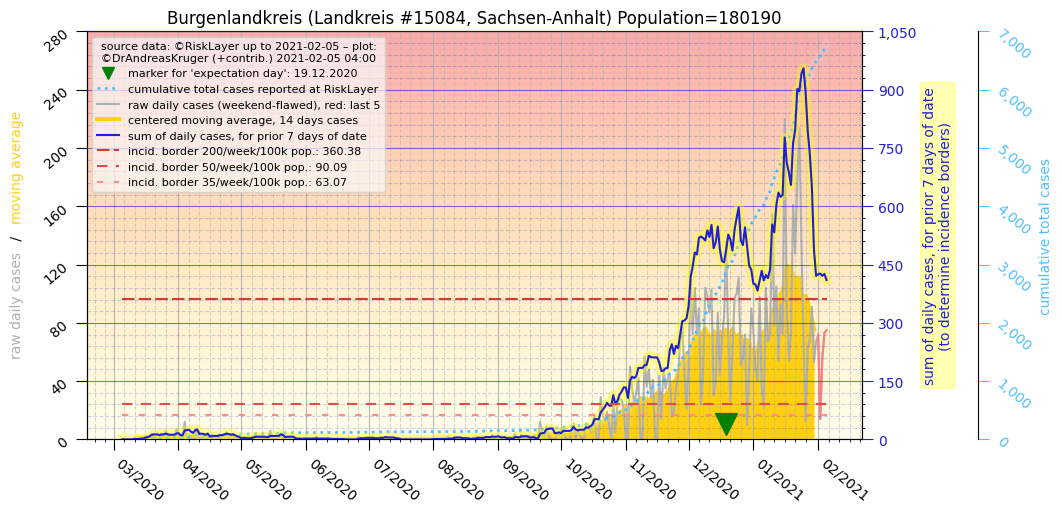 Burgenlandkreis (Landkreis #15084, Sachsen-Anhalt) Population=180190
source data: ©RiskLayer up to 2021-02-05 – plot:
©DrAndreasKruger (+contrib.) 2021-02-05 04:00
marker for 'expectation day': 19.12.2020
cumulative total cases reported at RiskLayer
raw daily cases (weekend-flawed), red: last 5
centered moving average, 14 days cases
sum of daily cases, for prior 7 days of date
incid. border 200/week/100k pop.: 360.38
incid. border 50/week/100k pop.: 90.09
incid. border 35/week/100k pop.: 63.07
raw daily cases / moving average
280
240
200
160
120
80
40
0
1,050
900
750
600
450
300
150
0
sum of daily cases, for prior 7 days of date
(to determine incidence borders)
7,000
6,000
5,000
4,000
3,000
2,000
1,000
0
cumulative total cases
03/2020
04/2020
05/2020
06/2020
07/2020
08/2020
09/2020
10/2020
11/2020
12/2020
01/2021
02/2021